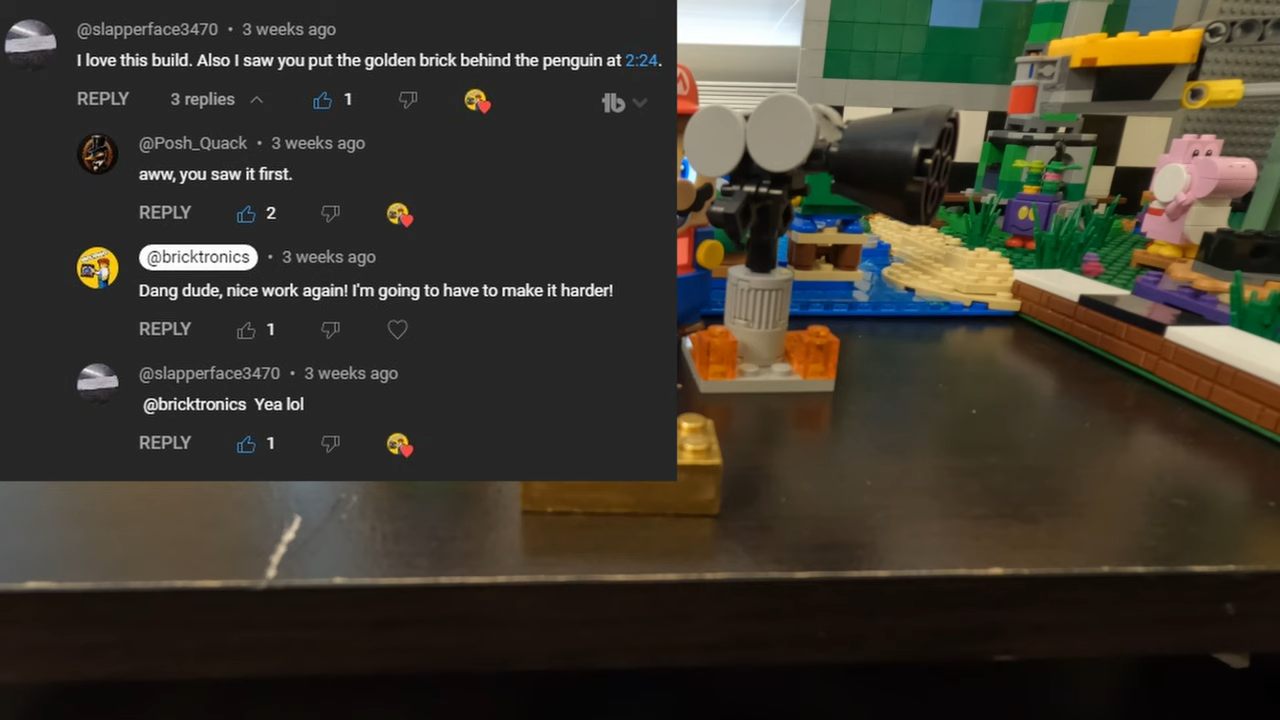 @slapperface3470 • 3 weeks ago
I love this build. Also I saw you put the golden brick behind the penguin at 2:24.
REPLY 3 replies 1 tb
@Posh_Quack • 3 weeks ago
aww, you saw it first.
REPLY 2
@bricktronics • 3 weeks ago
Dang dude, nice work again! I'm going to have to make it harder!
REPLY 1
@slapperface3470 • 3 weeks ago
@bricktronics Yea lol
REPLY 1